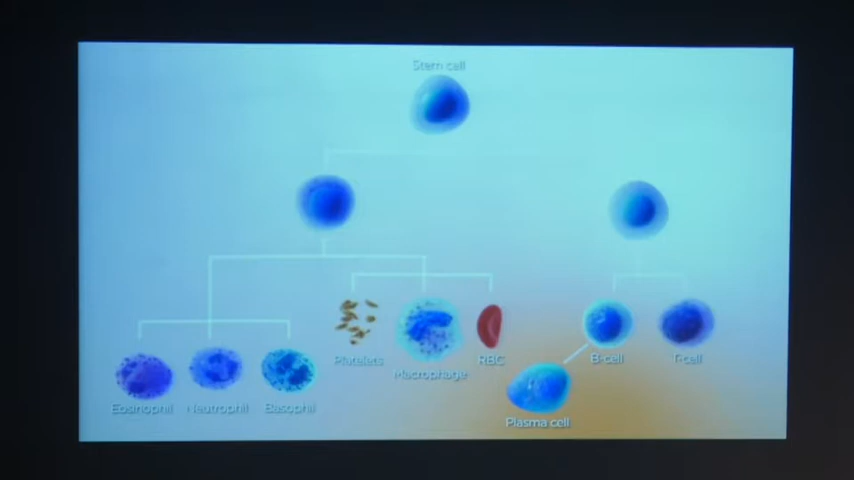 Stem cell
Platelets
Macrophage
RBC
B-cell
T-cell
Eosinophil
Neutrophil
Basophil
Plasma cell